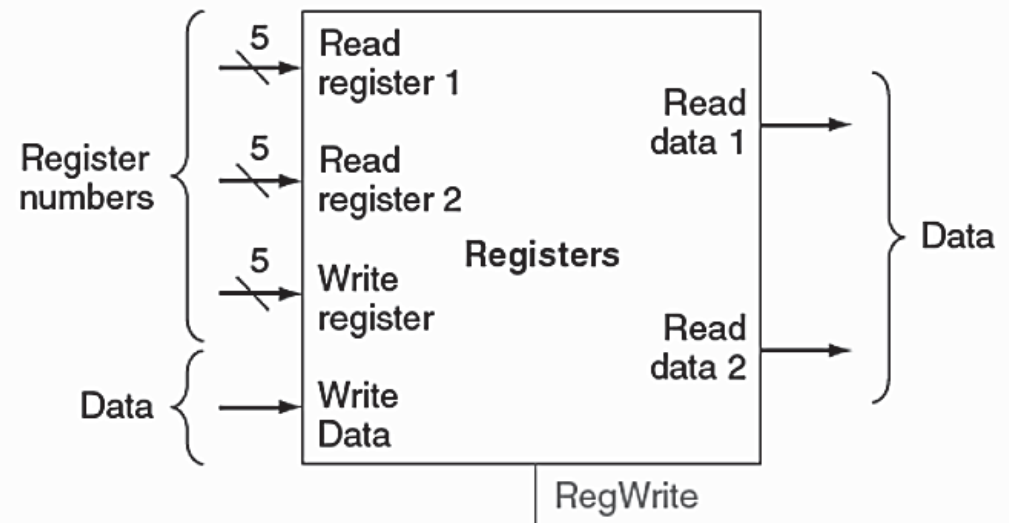 Register
numbers
5
Read
register 1
5
Read
register 2
5
Write
register
Data
Write
Data
Registers
Read
data 1
Read
data 2
Data
RegWrite